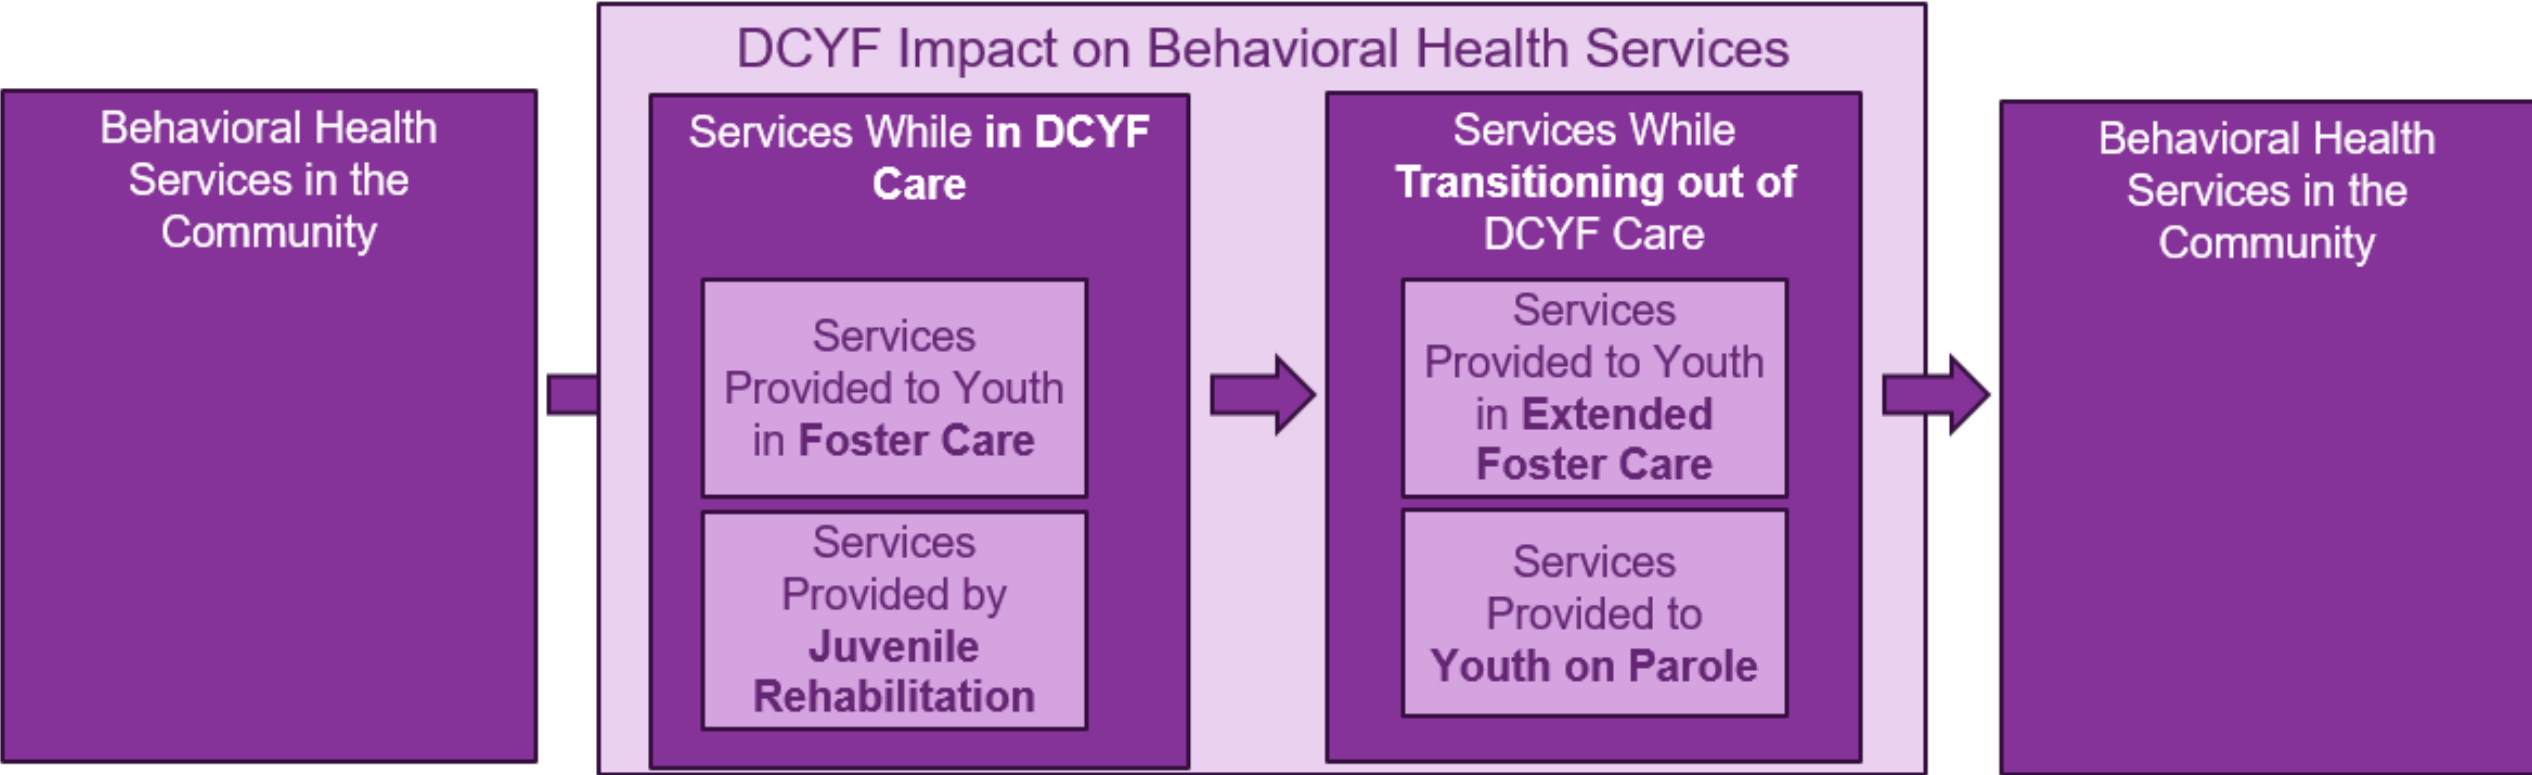 DCYF Impact on Behavioral Health Services
Behavioral Health
Services in the
Community
Services While in DCYF
Care
Services
Provided to Youth
in Foster Care
Services
Provided by
Juvenile
Rehabilitation
Services While
Transitioning out of
DCYF Care
Services
Provided to Youth
in Extended
Foster Care
Services
Provided to
Youth on Parole
Behavioral Health
Services in the
Community